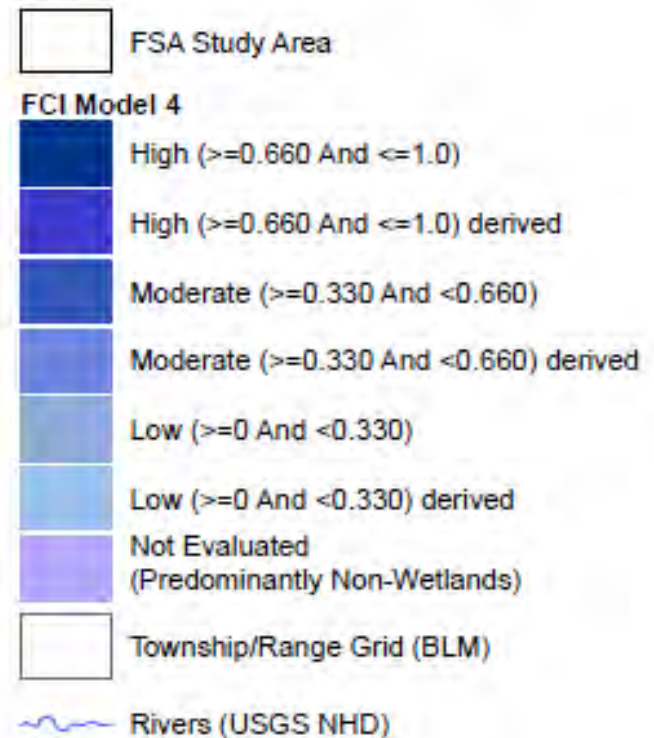 FSA Study Area
FCI Model 4
High (>=0.660 And <=1.0)
High (>=0.660 And <=1.0) derived
Moderate (>=0.330 And <0.660)
Moderate (>=0.330 And <0.660) derived
Low (>=0 And <0.330)
Low (>=0 And <0.330) derived
Not Evaluated
(Predominantly Non-Wetlands)
Township/Range Grid (BLM)
Rivers (USGS NHD)